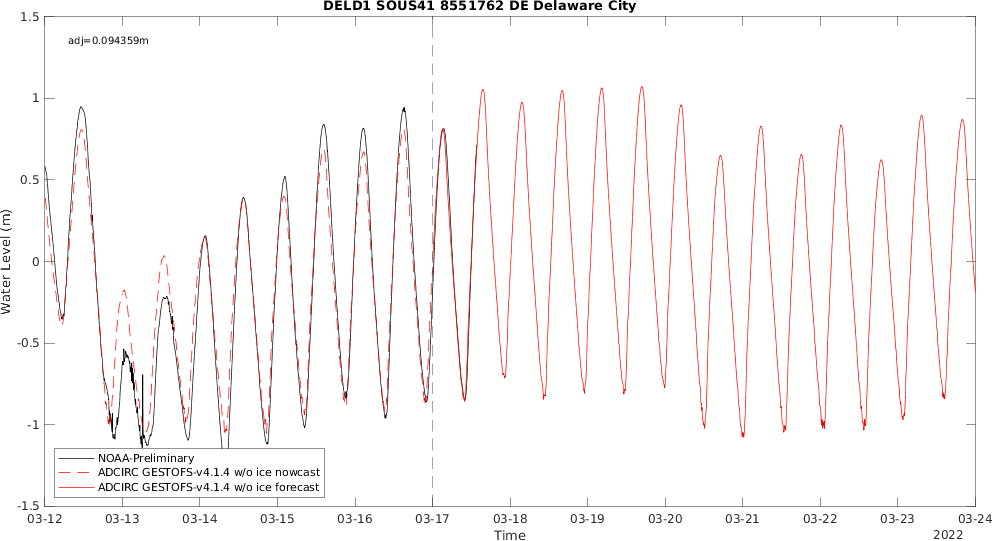 DELD1 SOUS41 8551762 DE Delaware City
adj=0.094359m
1.5
1
0.5
0
-0.5
-1
-1.5
Water Level (m)
NOAA-Preliminary
ADCIRC GESTOFS-v4.1.4 w/o ice nowcast
ADCIRC GESTOFS-v4.1.4 w/o ice forecast
03-12 03-13 03-14 03-15 03-16 03-17 03-18 03-19 03-20 03-21 03-22 03-23 03-24
Time
2022